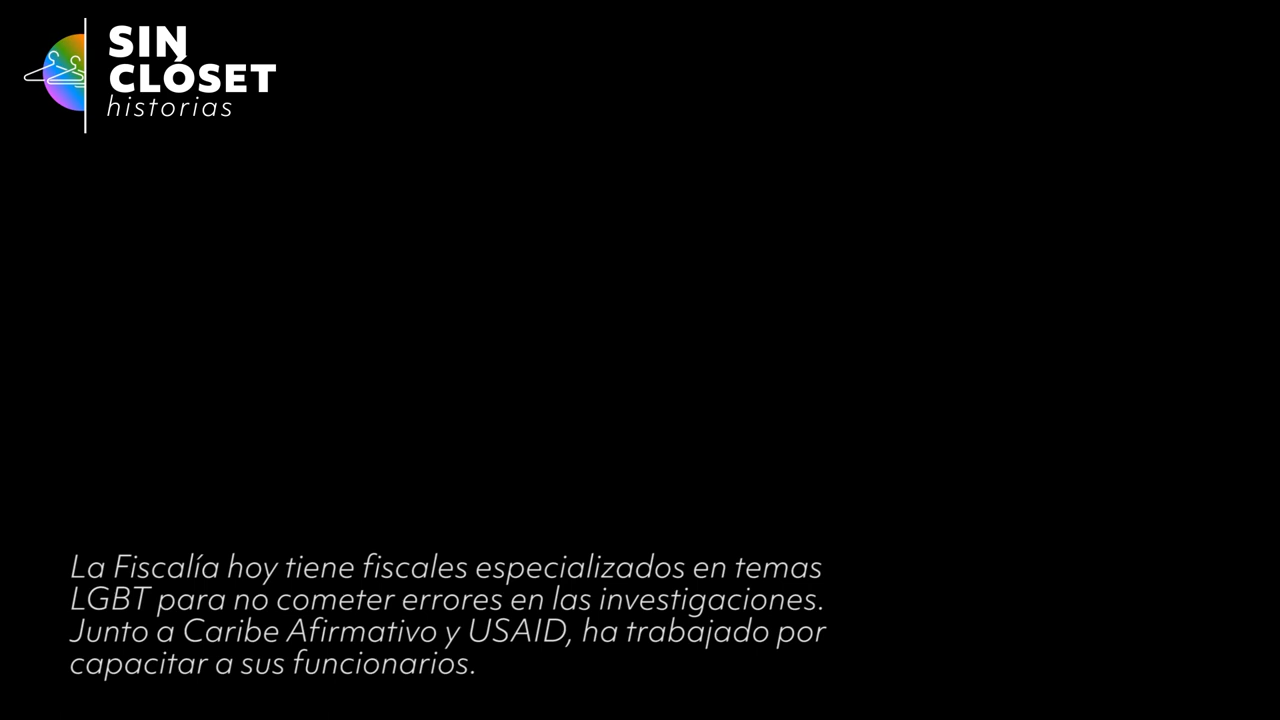 SIN
CLÓSET
historias
La Fiscalía hoy tiene fiscales especializados en temas
LGBT para no cometer errores en las investigaciones.
Junto a Caribe Afirmativo y USAID, ha trabajado por
capacitar a sus funcionarios.